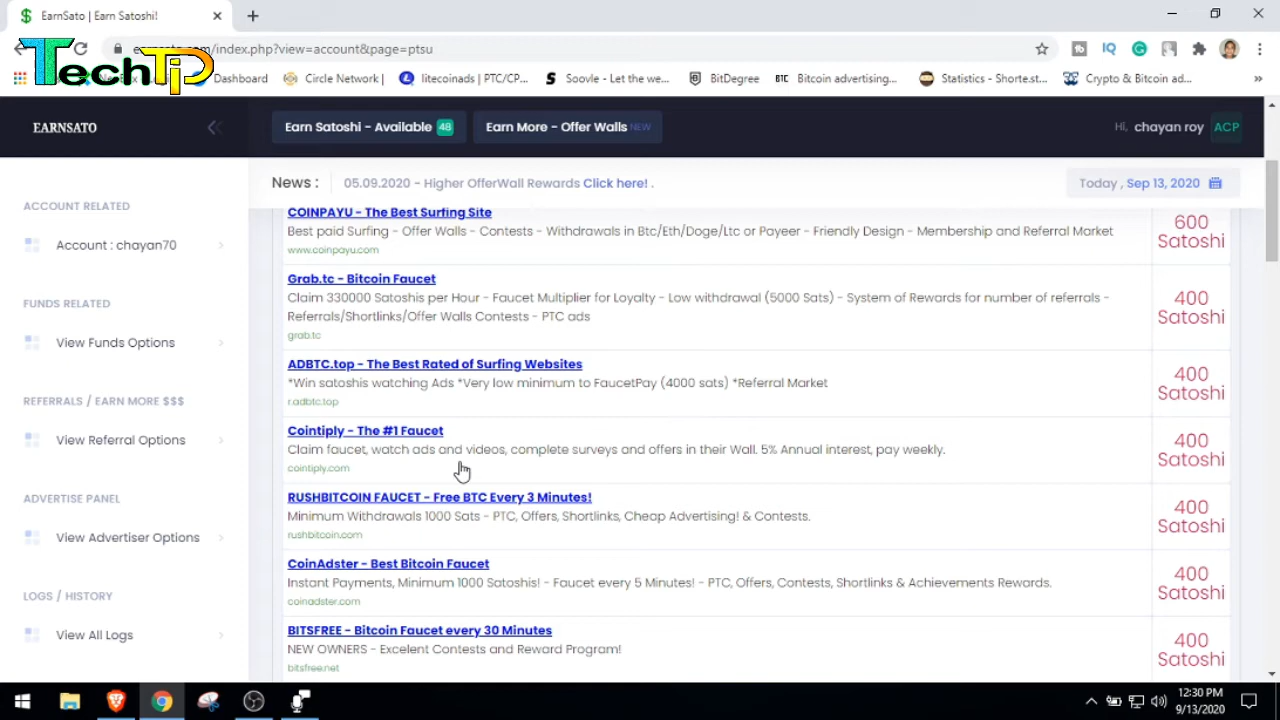 EarnSato | Earn Satoshi!
earnsato.com/index.php?view=account&page=ptsu
TechTip
Dashboard
Circle Network |
litecoinads | PTC/CP...
Soovle - Let the we...
BitDegree
BTC Bitcoin advertising...
Statistics - Shorte.st...
Crypto & Bitcoin ad...
»
EARNSATO
Earn Satoshi - Available 48
Earn More - Offer Walls NEW
Hi, chayan roy ACP
News :
05.09.2020 - Higher OfferWall Rewards Click here! .
Today , Sep 13, 2020
ACCOUNT RELATED
Account : chayan70
FUNDS RELATED
View Funds Options
REFERRALS / EARN MORE $$$
View Referral Options
ADVERTISE PANEL
View Advertiser Options
LOGS / HISTORY
View All Logs
COINPAYU - The Best Surfing Site
Best paid Surfing - Offer Walls - Contests - Withdrawals in Btc/Eth/Doge/Ltc or Payeer - Friendly Design - Membership and Referral Market
www.coinpayu.com
600
Satoshi
Grab.tc - Bitcoin Faucet
Claim 330000 Satoshis per Hour - Faucet Multiplier for Loyalty - Low withdrawal (5000 Sats) - System of Rewards for number of referrals -
Referrals/Shortlinks/Offer Walls Contests - PTC ads
grab.tc
400
Satoshi
ADBTC.top - The Best Rated of Surfing Websites
*Win satoshis watching Ads *Very low minimum to FaucetPay (4000 sats) *Referral Market
r.adbtc.top
400
Satoshi
Cointiply - The #1 Faucet
Claim faucet, watch ads and videos, complete surveys and offers in their Wall. 5% Annual interest, pay weekly.
cointiply.com
400
Satoshi
RUSHBITCOIN FAUCET - Free BTC Every 3 Minutes!
Minimum Withdrawals 1000 Sats - PTC, Offers, Shortlinks, Cheap Advertising! & Contests.
rushbitcoin.com
400
Satoshi
CoinAdster - Best Bitcoin Faucet
Instant Payments, Minimum 1000 Satoshis! - Faucet every 5 Minutes! - PTC, Offers, Contests, Shortlinks & Achievements Rewards.
coinadster.com
400
Satoshi
BITSFREE - Bitcoin Faucet every 30 Minutes
NEW OWNERS - Excelent Contests and Reward Program!
bitsfree.net
400
Satoshi
12:30 PM
9/13/2020